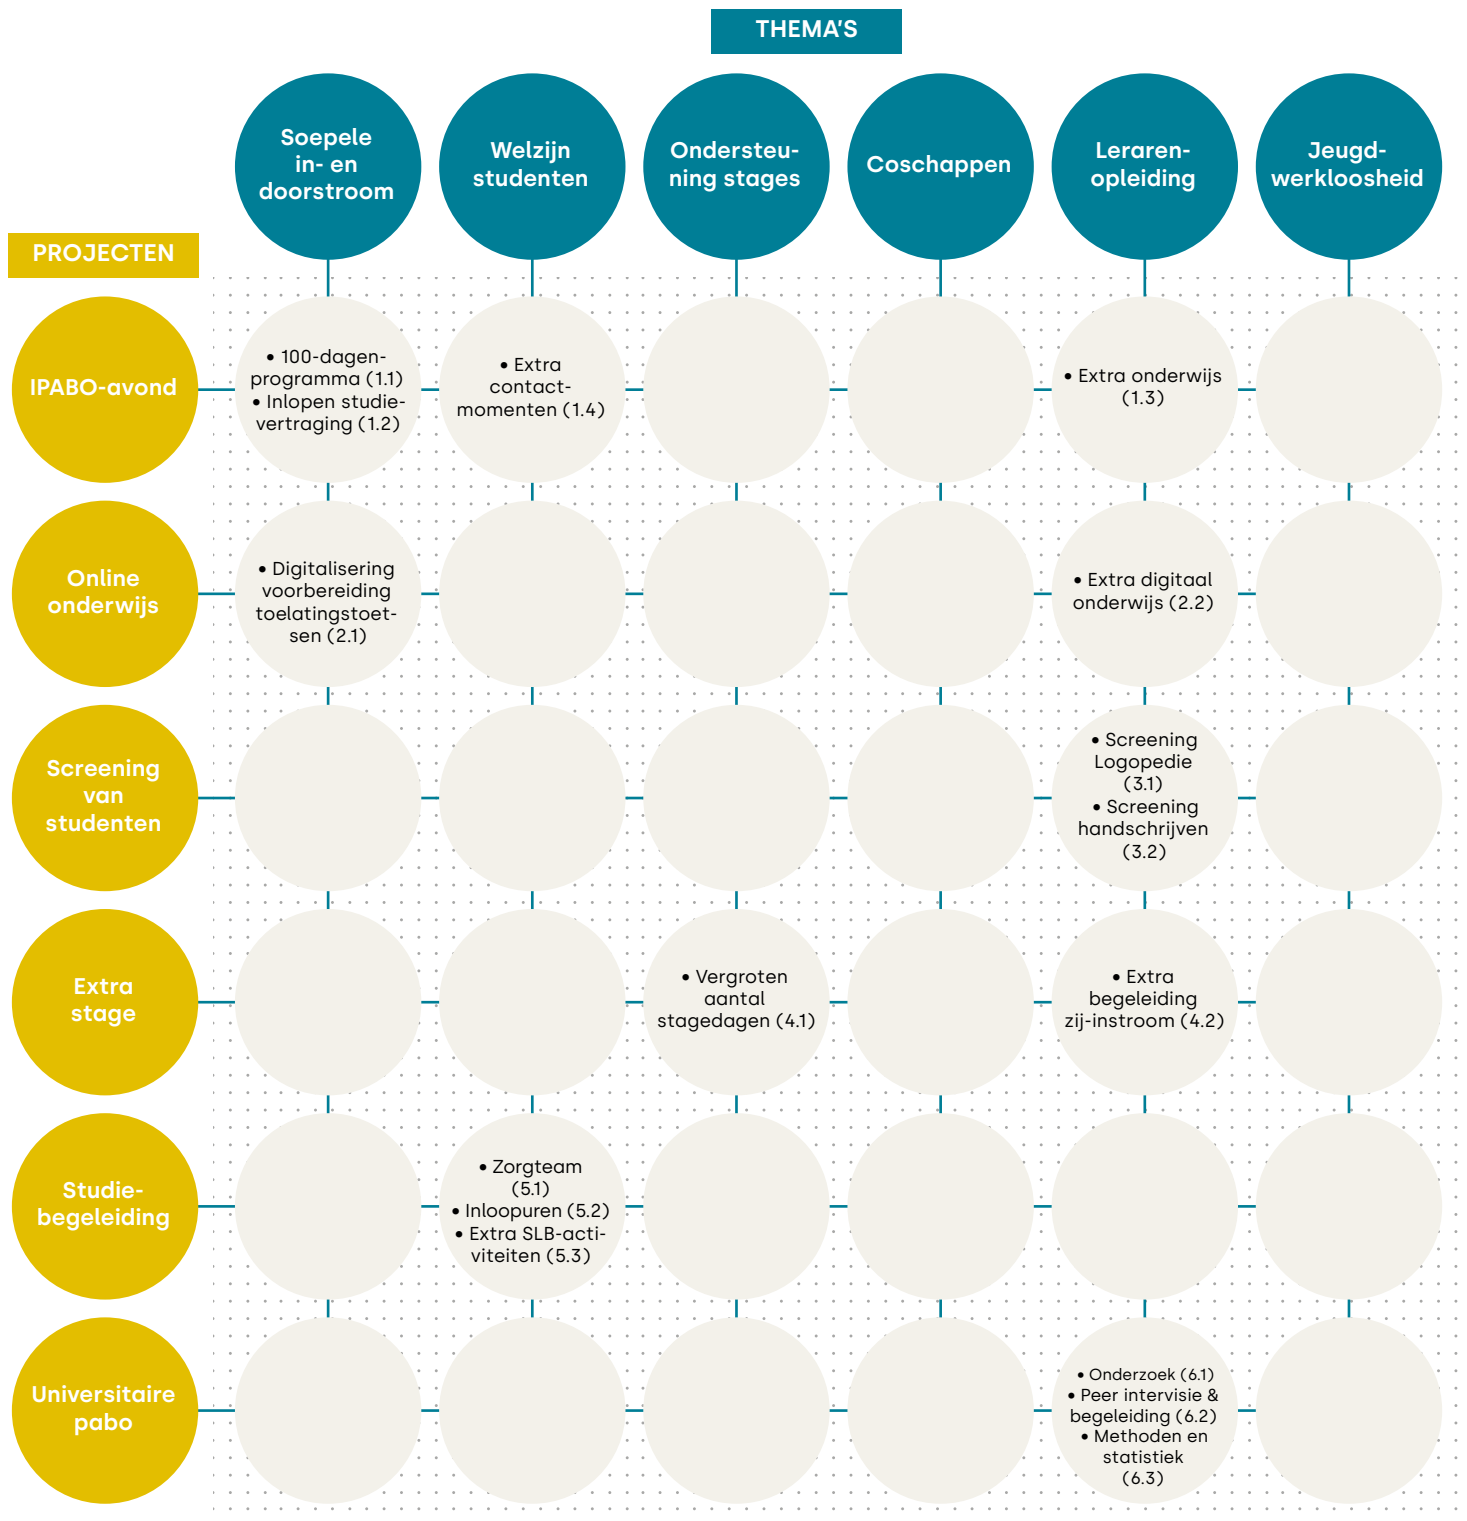 THEMA'S
Soepele
in- en
doorstroom
Welzijn
studenten
Ondersteu-
ning stages
Coschappen
Leraren-
opleiding
Jeugd-
werkloosheid
PROJECTEN
IPABO-avond
• 100-dagen-
programma (1.1)
• Inlopen studie-
vertraging (1.2)
• Extra
contact-
momenten (1.4)
• Extra onderwijs
(1.3)
Online
onderwijs
• Digitalisering
voorbereiding
toelatingstoet-
sen (2.1)
• Extra digitaal
onderwijs (2.2)
Screening
van
studenten
• Screening
Logopedie
(3.1)
• Screening
handschrijven
(3.2)
Extra
stage
• Vergroten
aantal
stagedagen (4.1)
• Extra
begeleiding
zij-instroom (4.2)
Studie-
begeleiding
• Zorgteam
(5.1)
• Inloopuren (5.2)
• Extra SLB-acti-
viteiten (5.3)
Universitaire
pabo
• Onderzoek (6.1)
• Peer intervisie &
begeleiding (6.2)
• Methoden en
statistiek
(6.3)